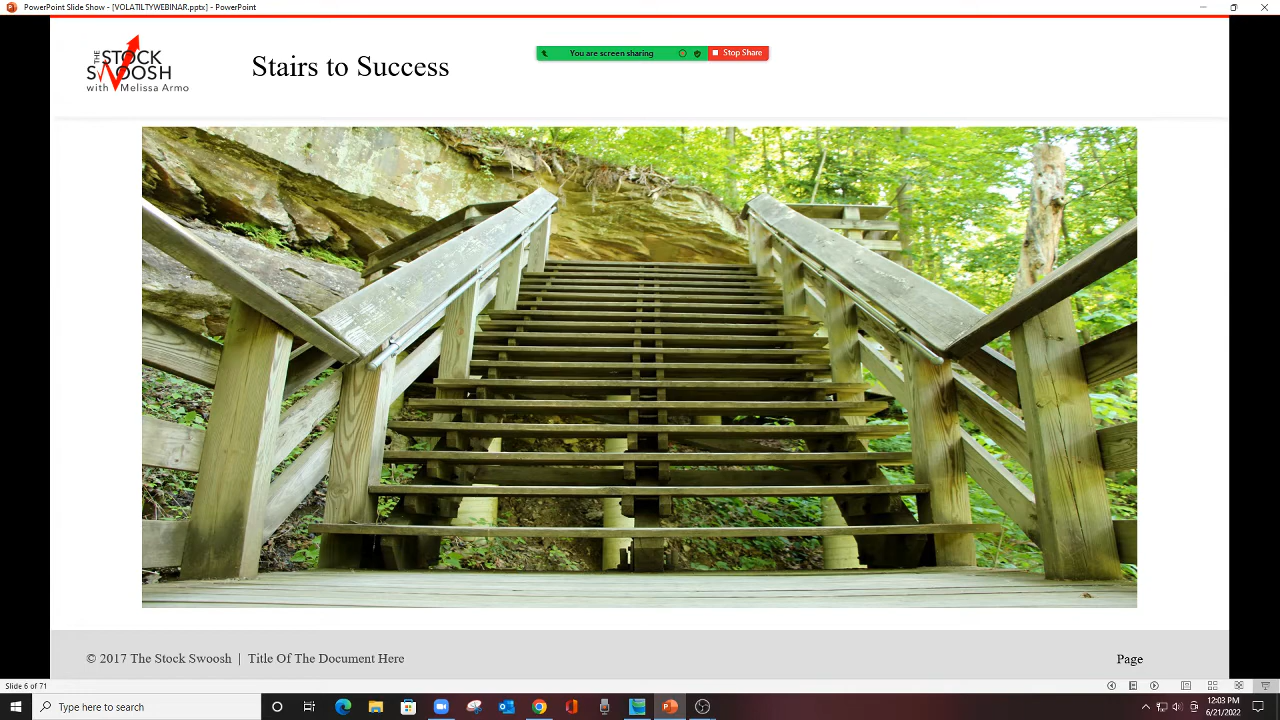 PowerPoint Slide Show - [VOLATILTYWEBINAR.pptx] - PowerPoint
THE STOCK
SWOOSH
with Melissa Armo
Stairs to Success
You are screen sharing
Stop Share
© 2017 The Stock Swoosh | Title Of The Document Here
Page
Slide 6 of 71
Type here to search
12:03 PM
6/21/2022